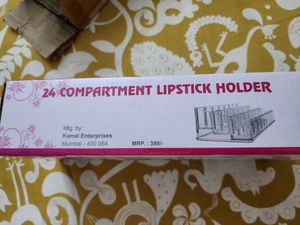 24 COMPARTMENT LIPSTICK HOLDER
Mfg. by :
Kamal Enterprises
Mumbai - 400 064 MRP. : 399/-